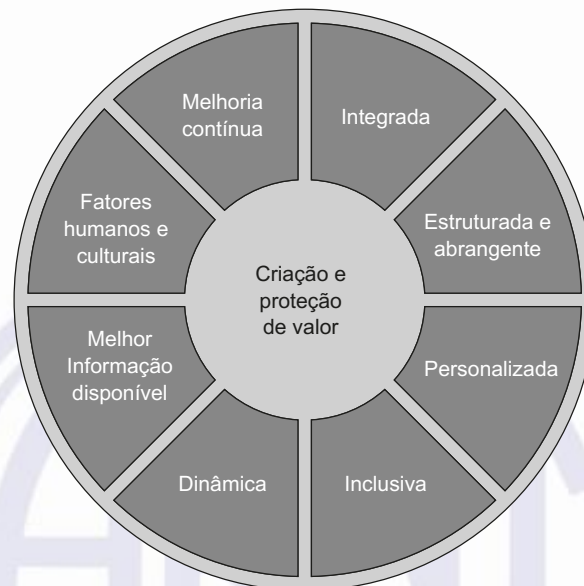 Melhoria
contínua
Integrada
Estruturada e
abrangente
Personalizada
Inclusiva
Dinâmica
Melhor
Informação
disponível
Fatores
humanos e
culturais
Criação e
proteção
de valor